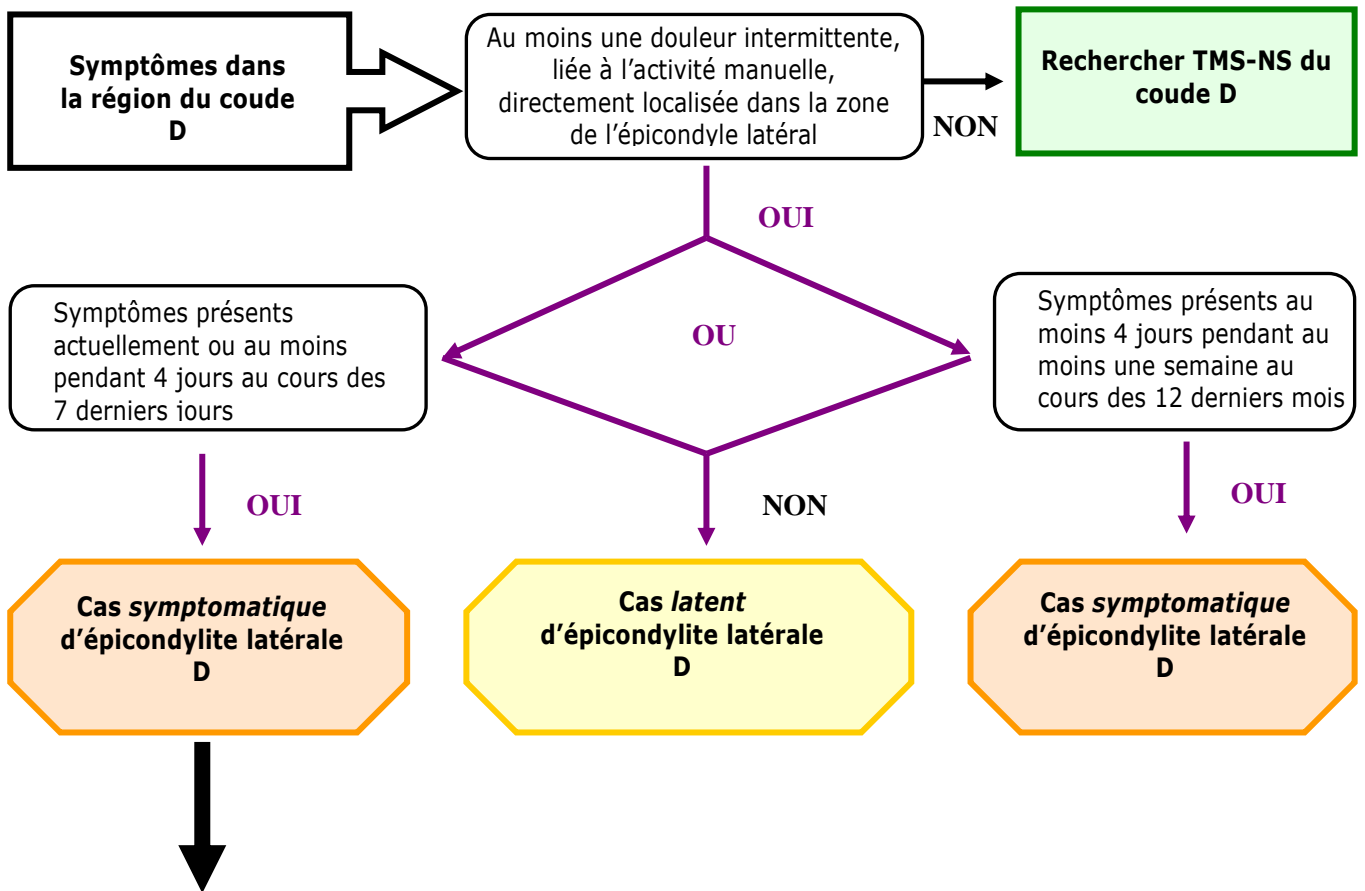 Symptômes dans
la région du coude
D
Au moins une douleur intermittente,
liée à l’activité manuelle,
directement localisée dans la zone
de l’épicondyle latéral
NON
Rechercher TMS-NS du
coude D
OUI
Symptômes présents
actuellement ou au moins
pendant 4 jours au cours des
7 derniers jours
OU
Symptômes présents au
moins 4 jours pendant au
moins une semaine au
cours des 12 derniers mois
OUI
NON
OUI
Cas symptomatique
d’épicondylite latérale
D
Cas latent
d’épicondylite latérale
D
Cas symptomatique
d’épicondylite latérale
D